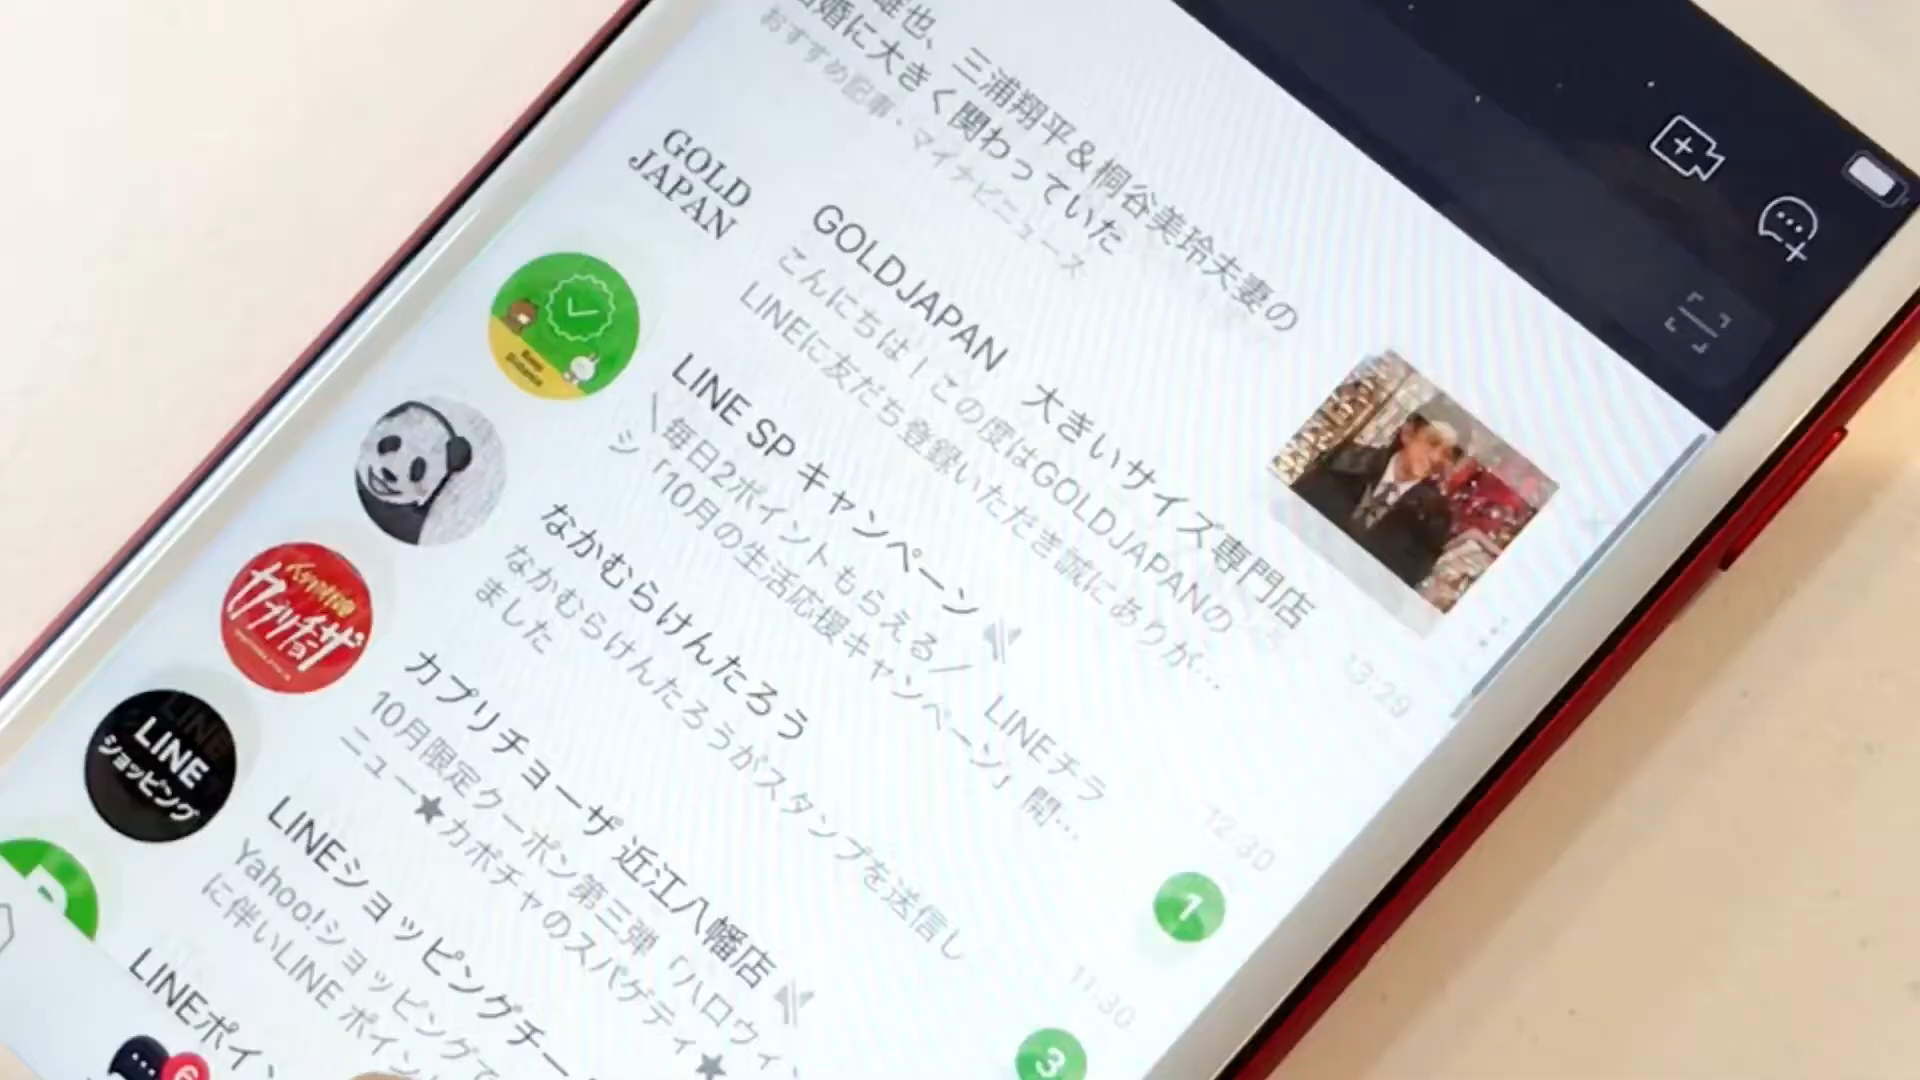 雄也、三浦翔平&桐谷美玲夫妻の
婚に大きく関わっていた
おすすめ記事・マイナビニュース
GOLD
JAPAN
GOLDJAPAN 大きいサイズ専門店
こんにちは!この度はGOLDJAPANの
LINEに友だち登録いただき誠にありが…
13:29
LINE SP キャンペーン
\毎日2ポイントもらえる/ LINEチラ
シ「10月の生活応援キャンペーン」開…
12:30
1
なかむらけんたろう
なかむらけんたろうがスタンプを送信し
ました
11:30
3
カプリチョーザ
カプリチョーザ 近江八幡店
10月限定クーポン第三弾「ハロウィ
ニュー★カボチャのスパゲティ★
LINE
ショッピング
LINEショッピングチー
Yahoo!ショッピングで
に伴いLINE ポイン
LINEポイン
6